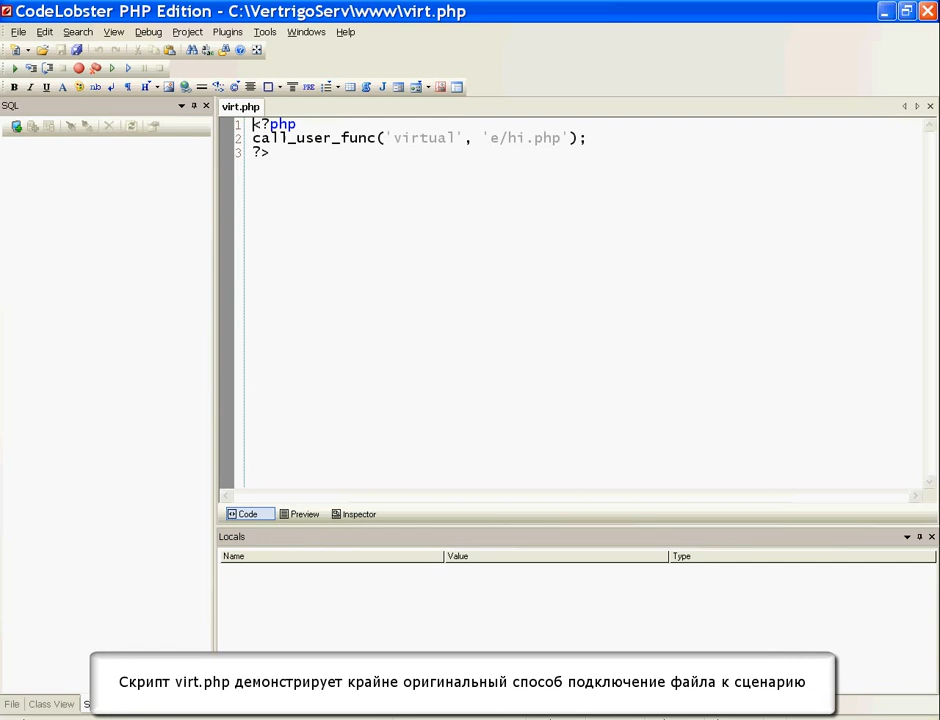 CodeLobster PHP Edition - C:\VertrigoServ\www\virt.php
File Edit Search View Debug Project Plugins Tools Windows Help
B I U A nb ¶ H PRE J
SQL
virt.php
1 <?php
2 call_user_func('virtual', 'e/hi.php');
3 ?>
Code Preview Inspector
Locals
Name Value Type
Скрипт virt.php демонстрирует крайне оригинальный способ подключение файла к сценарию
File Class View